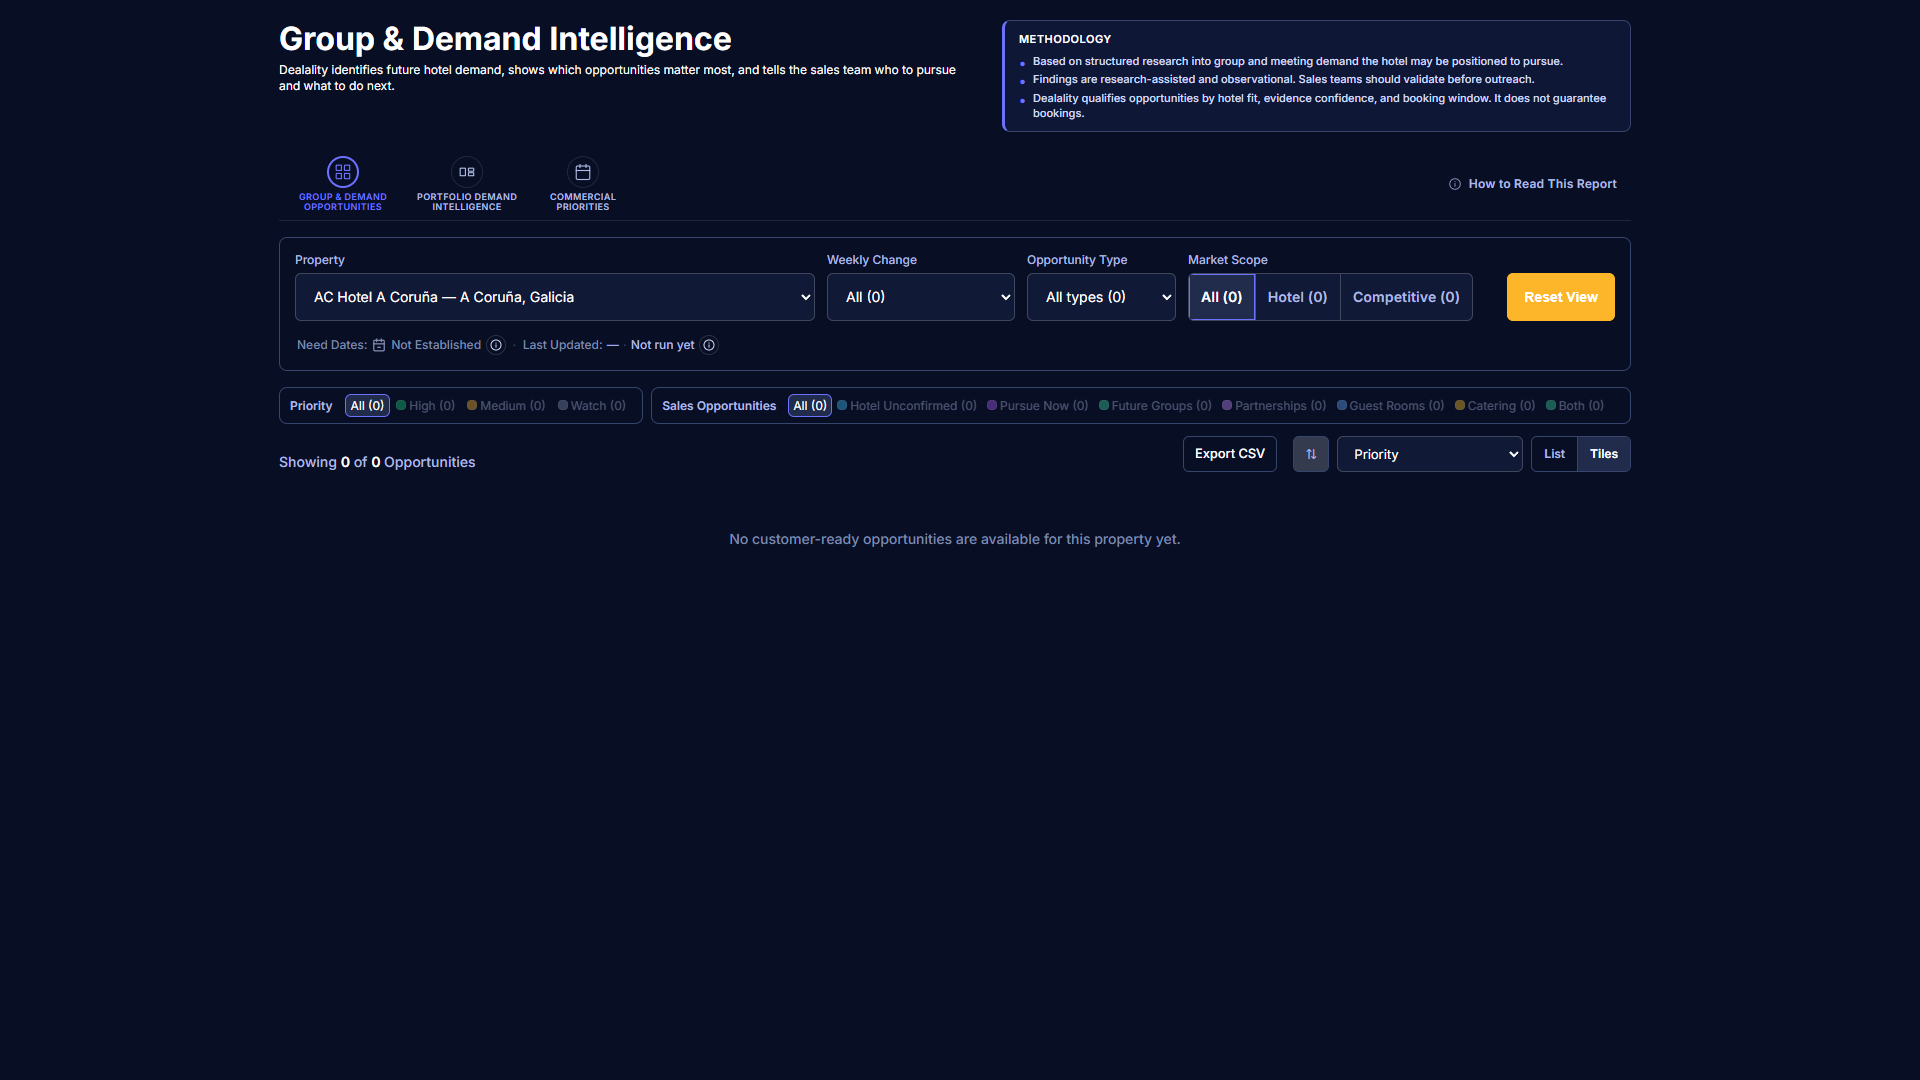 Group & Demand Intelligence
Dealality identifies future hotel demand, shows which opportunities matter most, and tells the sales team who to pursue
and what to do next.
METHODOLOGY
Based on structured research into group and meeting demand the hotel may be positioned to pursue.
Findings are research-assisted and observational. Sales teams should validate before outreach.
Dealality qualifies opportunities by hotel fit, evidence confidence, and booking window. It does not guarantee
bookings.
GROUP & DEMAND
OPPORTUNITIES
PORTFOLIO DEMAND
INTELLIGENCE
COMMERCIAL
PRIORITIES
How to Read This Report
Property
Weekly Change
Opportunity Type
Market Scope
AC Hotel A Coruña — A Coruña, Galicia
All (0)
All types (0)
All (0)
Hotel (0)
Competitive (0)
Reset View
Need Dates: Not Established · Last Updated: — · Not run yet
Priority All (0) High (0) Medium (0) Watch (0)
Sales Opportunities All (0) Hotel Unconfirmed (0) Pursue Now (0) Future Groups (0) Partnerships (0) Guest Rooms (0) Catering (0) Both (0)
Showing 0 of 0 Opportunities
Export CSV
Priority
List
Tiles
No customer-ready opportunities are available for this property yet.